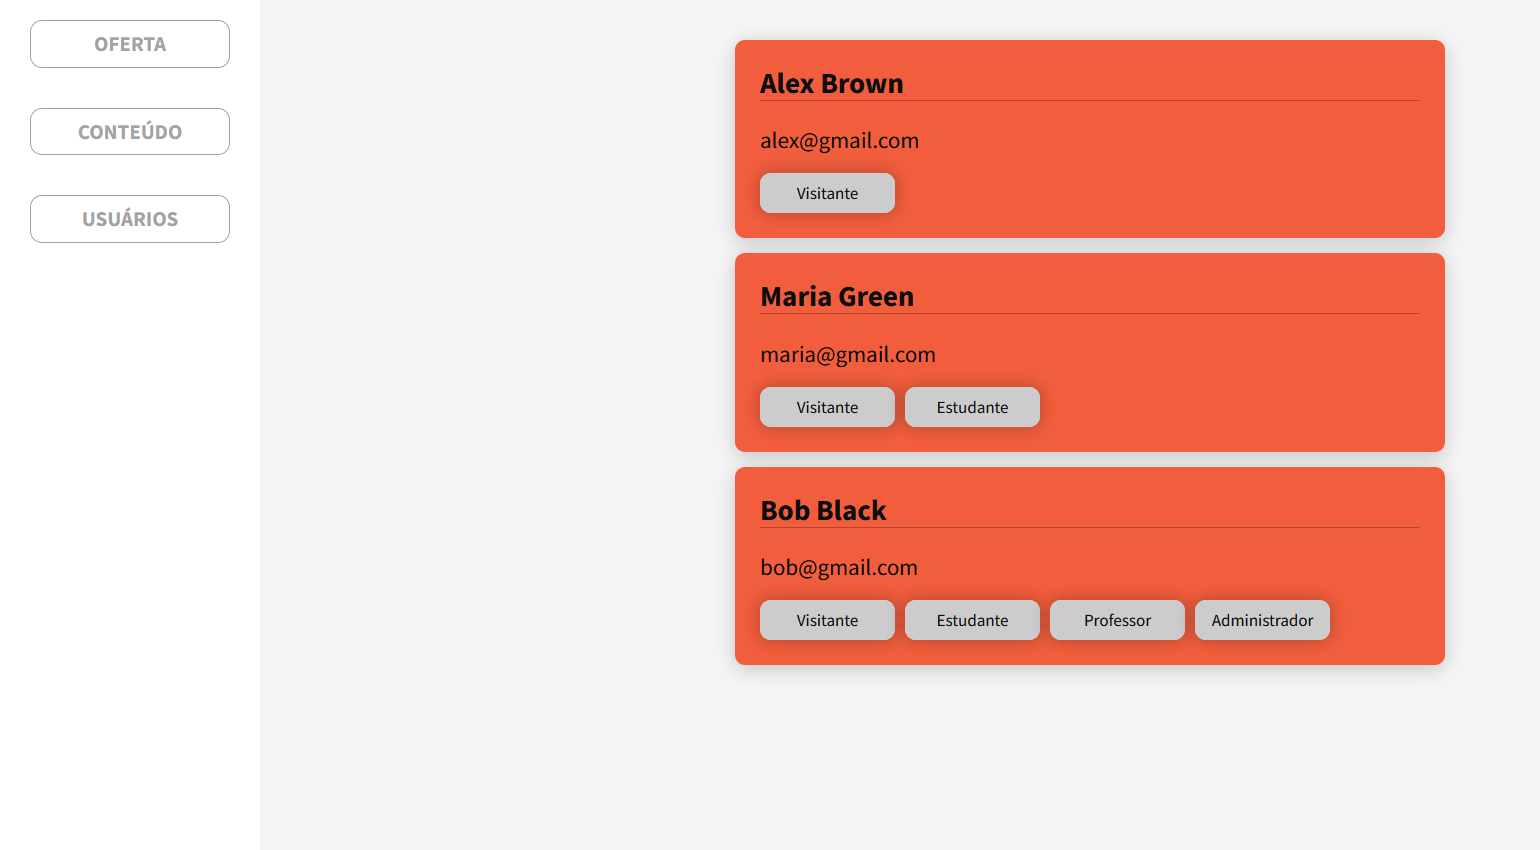 OFERTA
CONTEÚDO
USUÁRIOS
Alex Brown
alex@gmail.com
Visitante
Maria Green
maria@gmail.com
Visitante Estudante
Bob Black
bob@gmail.com
Visitante Estudante Professor Administrador